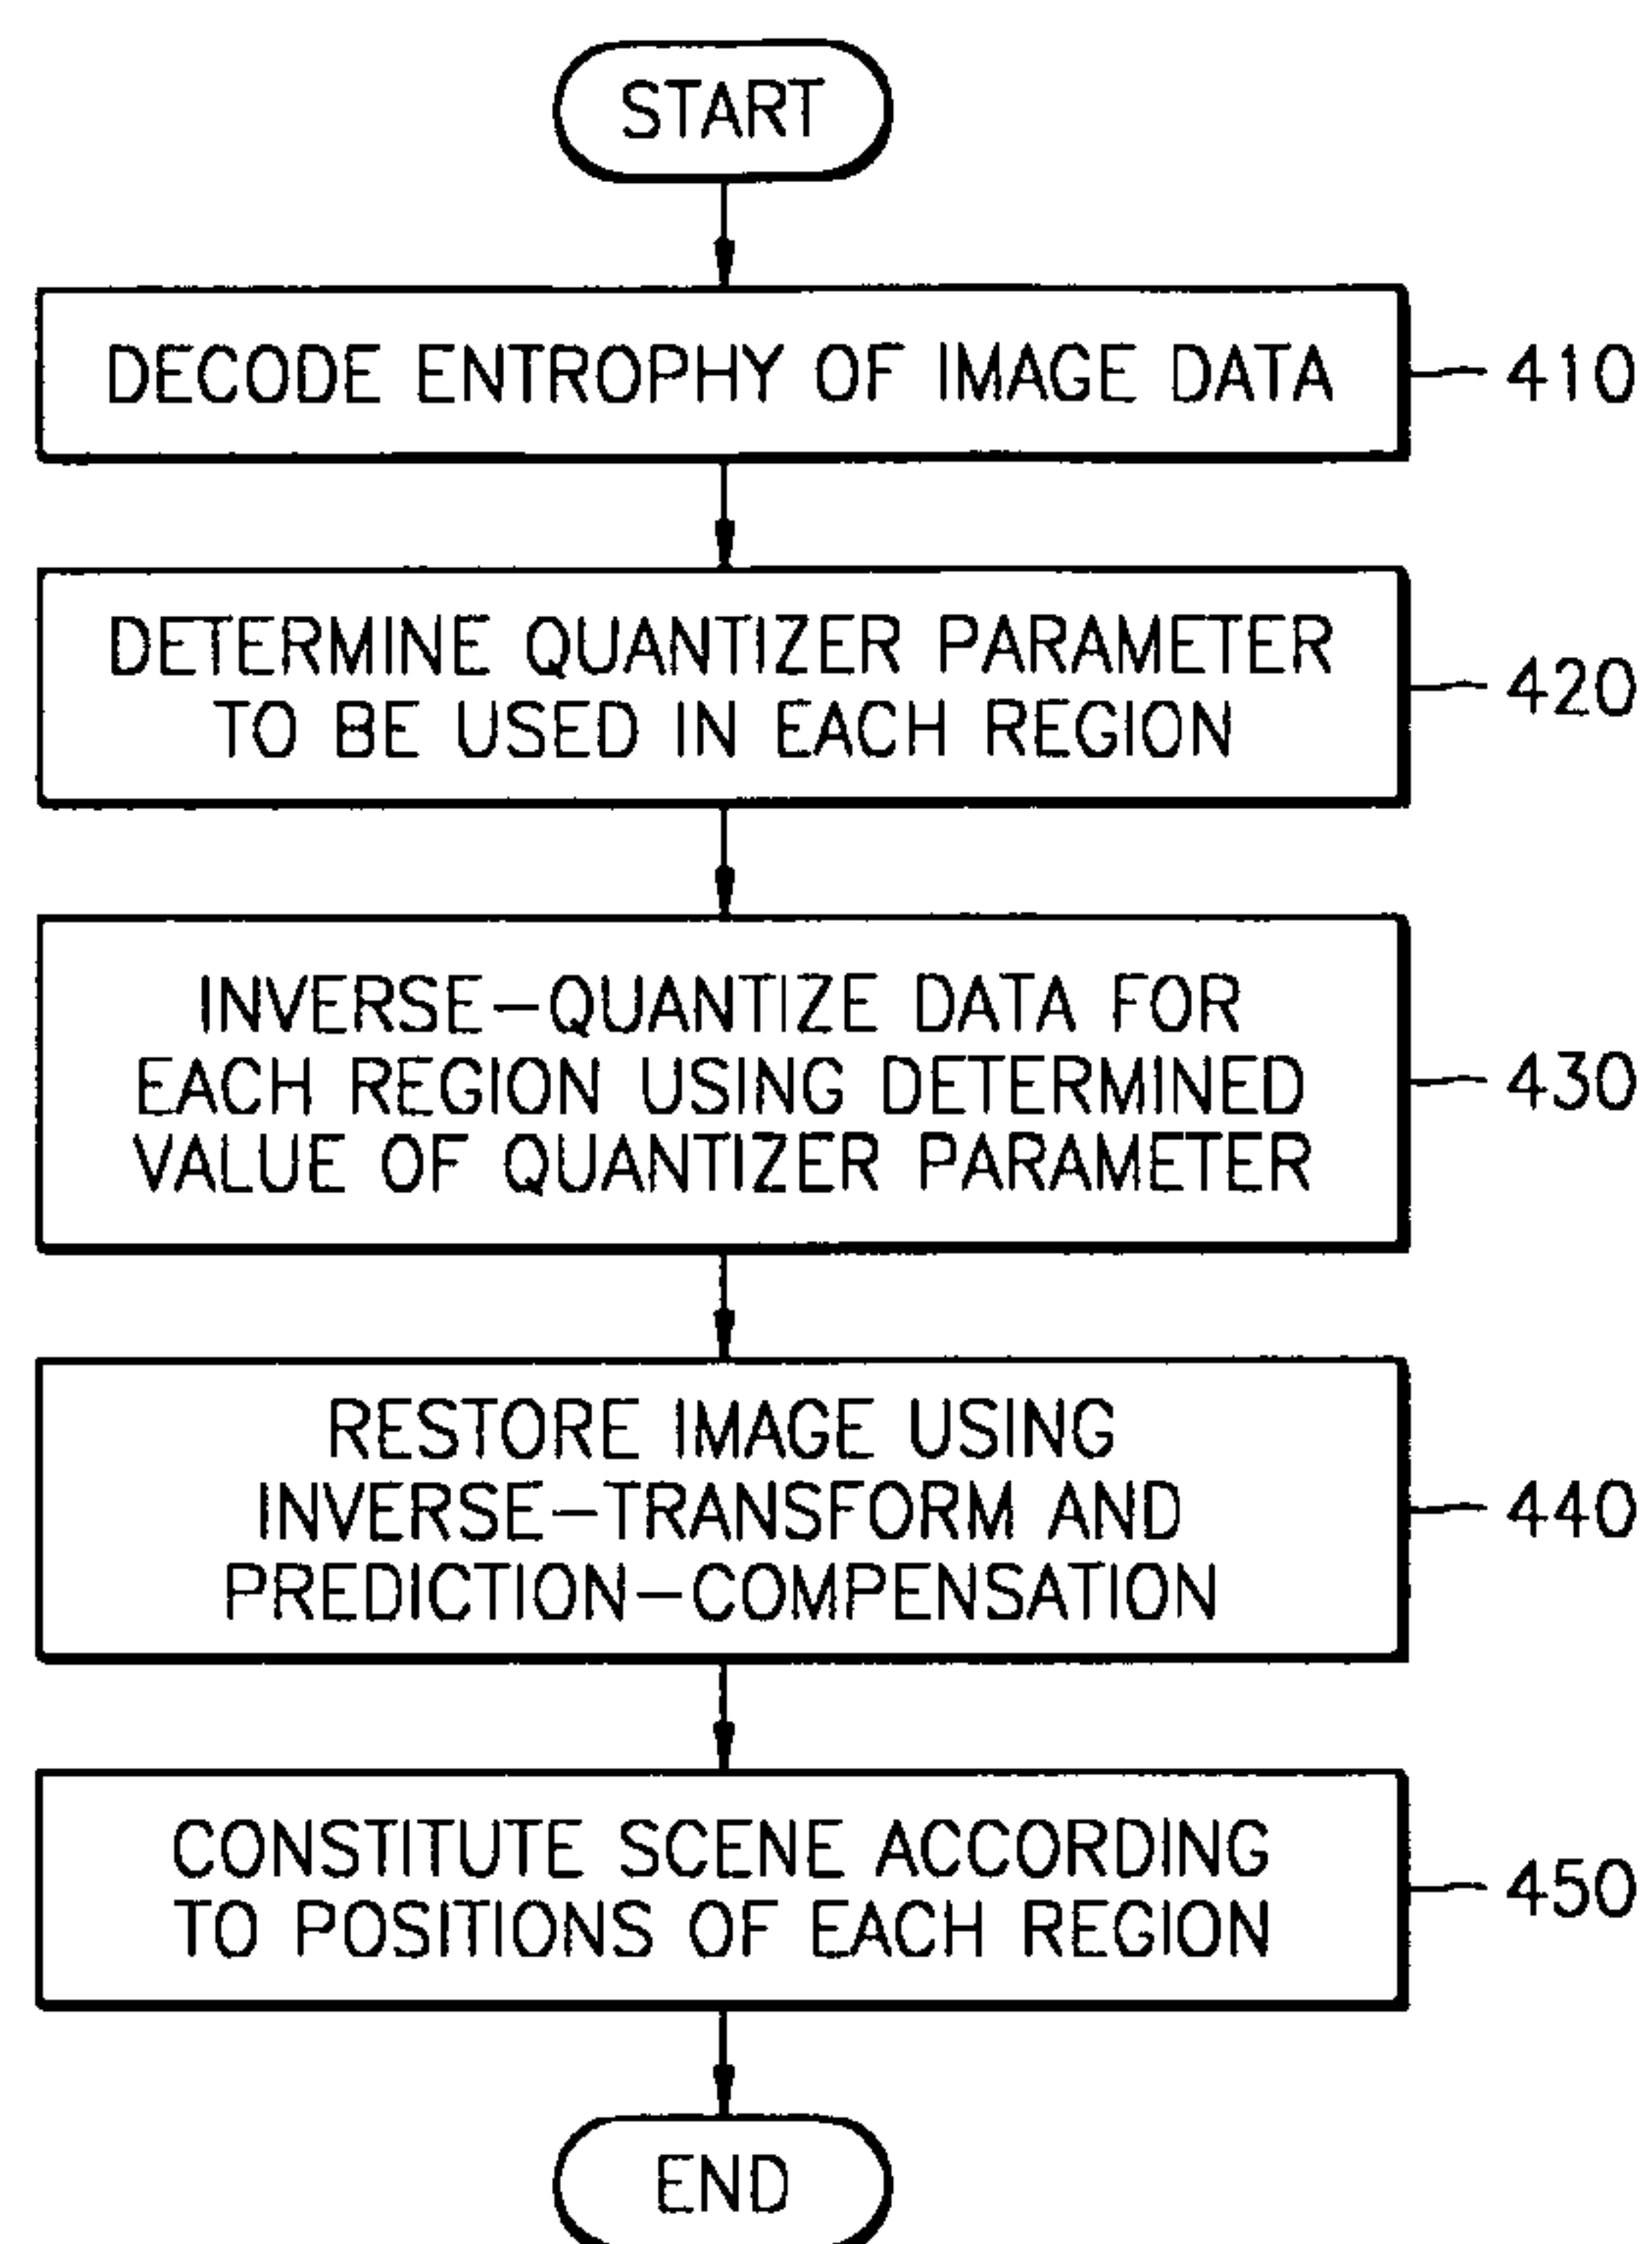 START
DECODE ENTROPHY OF IMAGE DATA
410
DETERMINE QUANTIZER PARAMETER
TO BE USED IN EACH REGION
420
INVERSE-QUANTIZE DATA FOR
EACH REGION USING DETERMINED
VALUE OF QUANTIZER PARAMETER
430
RESTORE IMAGE USING
INVERSE-TRANSFORM AND
PREDICTION-COMPENSATION
440
CONSTITUTE SCENE ACCORDING
TO POSITIONS OF EACH REGION
450
END